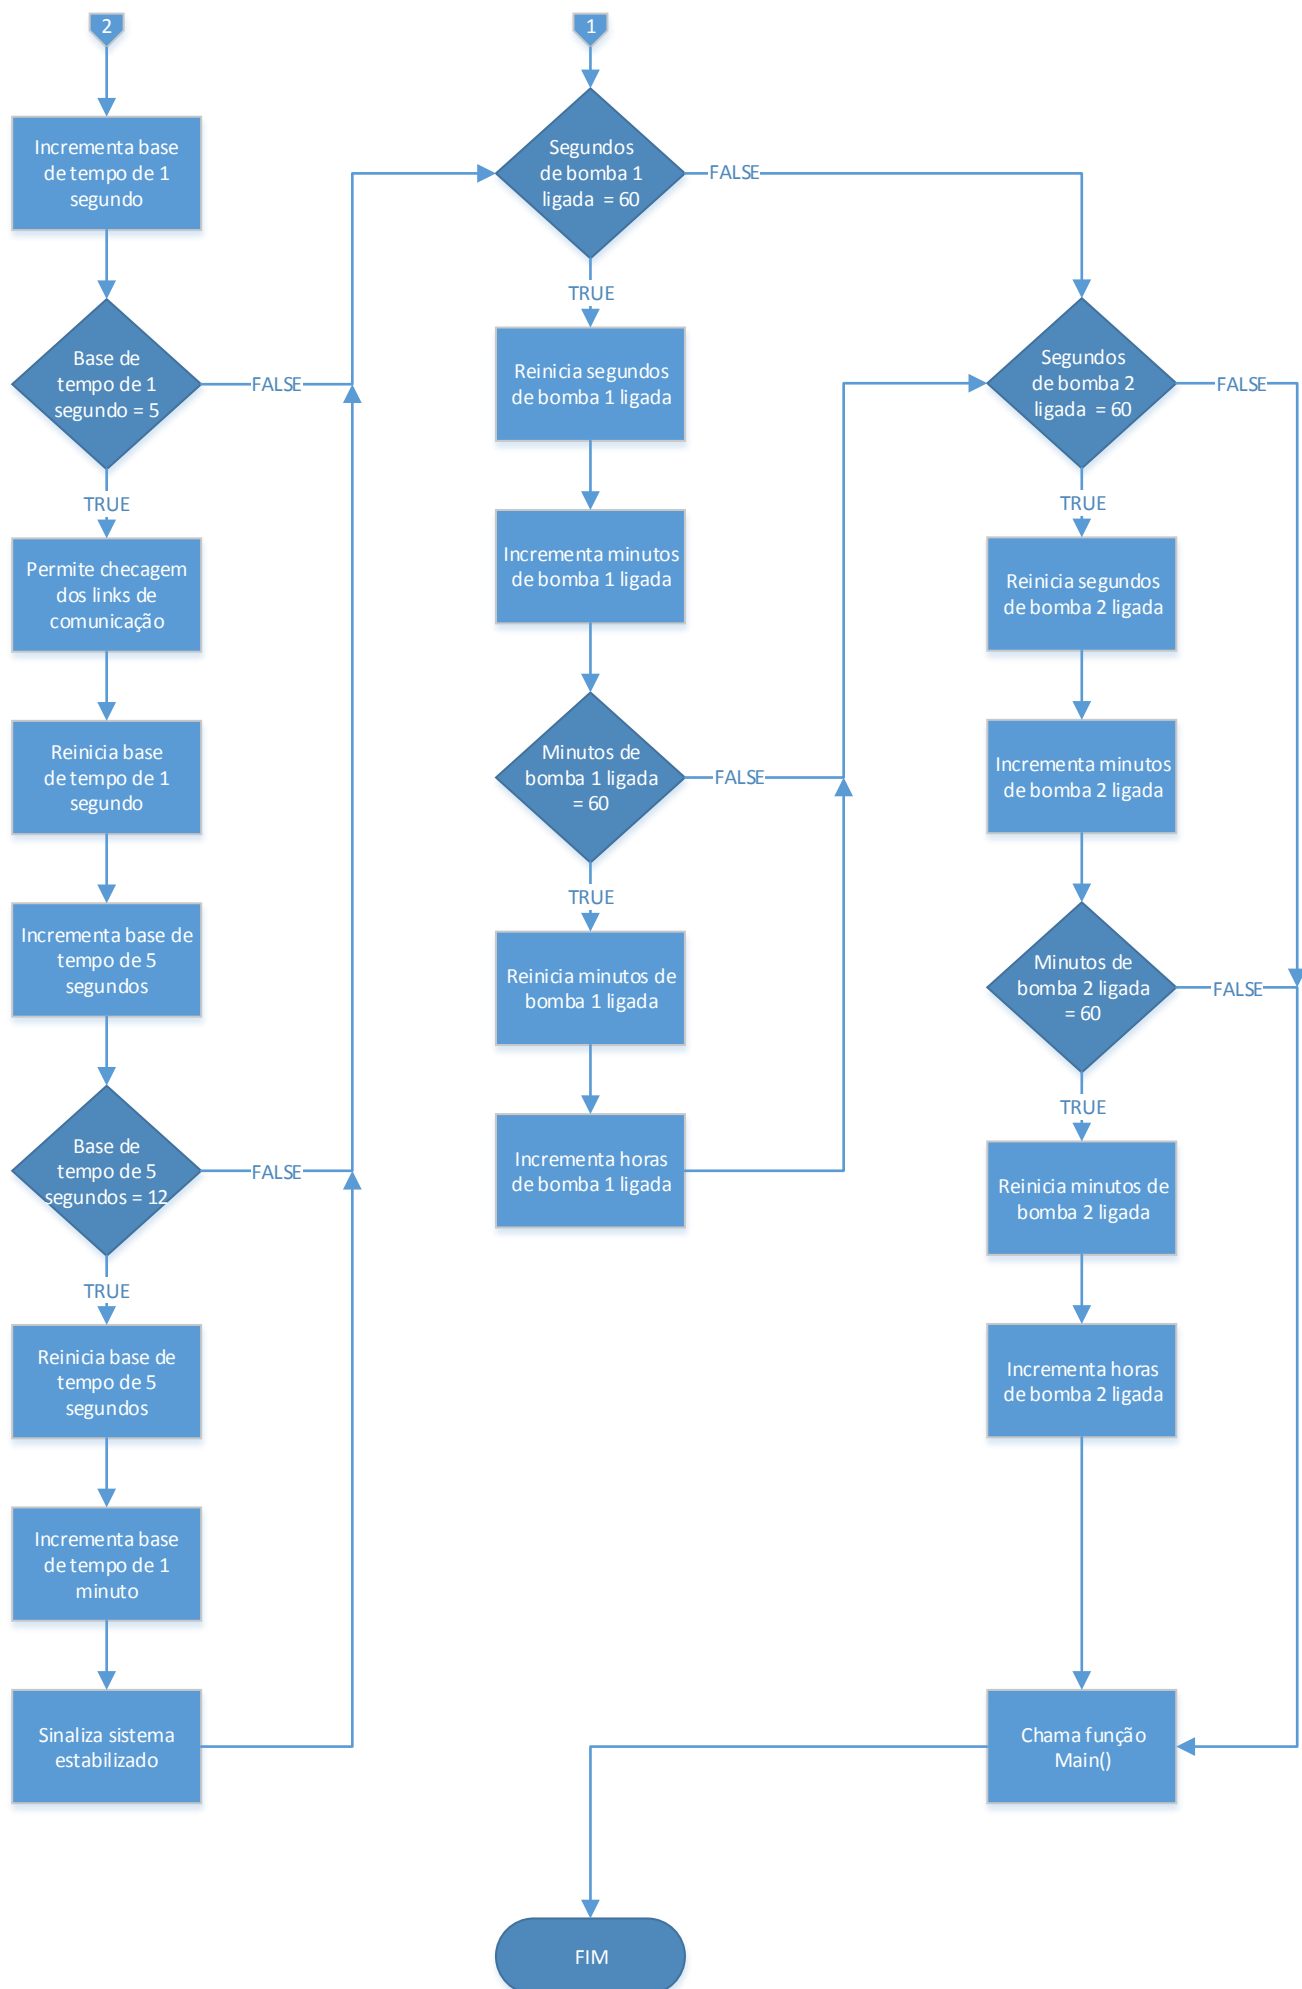 2
Incrementa base
de tempo de 1
segundo
Base de
tempo de 1
segundo = 5
FALSE
TRUE
Permite checagem
dos links de
comunicação
Reinicia base
de tempo de 1
segundo
Incrementa base de
tempo de 5
segundos
Base de
tempo de 5
segundos = 12
FALSE
TRUE
Reinicia base de
tempo de 5
segundos
Incrementa base
de tempo de 1
minuto
Sinaliza sistema
estabilizado
1
Segundos
de bomba 1
ligada = 60
FALSE
TRUE
Reinicia segundos
de bomba 1 ligada
Incrementa minutos
de bomba 1 ligada
Minutos de
bomba 1 ligada
= 60
FALSE
TRUE
Reinicia minutos de
bomba 1 ligada
Incrementa horas
de bomba 1 ligada
Segundos
de bomba 2
ligada = 60
FALSE
TRUE
Reinicia segundos
de bomba 2 ligada
Incrementa minutos
de bomba 2 ligada
Minutos de
bomba 2 ligada
= 60
FALSE
TRUE
Reinicia minutos de
bomba 2 ligada
Incrementa horas
de bomba 2 ligada
Chama função
Main()
FIM